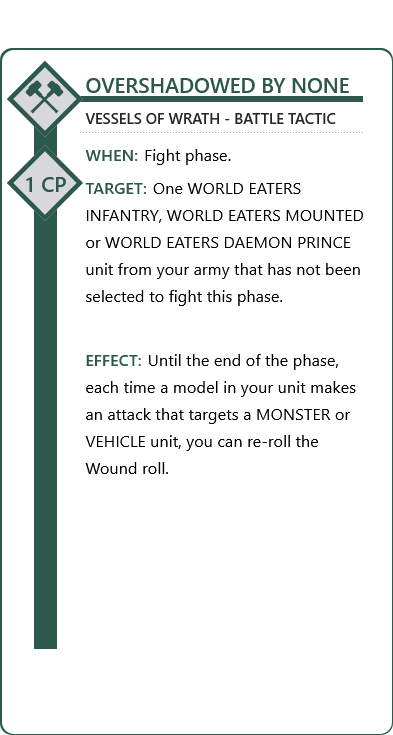 OVERSHADOWED BY NONE
VESSELS OF WRATH - BATTLE TACTIC
WHEN: Fight phase.
1 CP
TARGET: One WORLD EATERS
INFANTRY, WORLD EATERS MOUNTED
or WORLD EATERS DAEMON PRINCE
unit from your army that has not been
selected to fight this phase.
EFFECT: Until the end of the phase,
each time a model in your unit makes
an attack that targets a MONSTER or
VEHICLE unit, you can re-roll the
Wound roll.